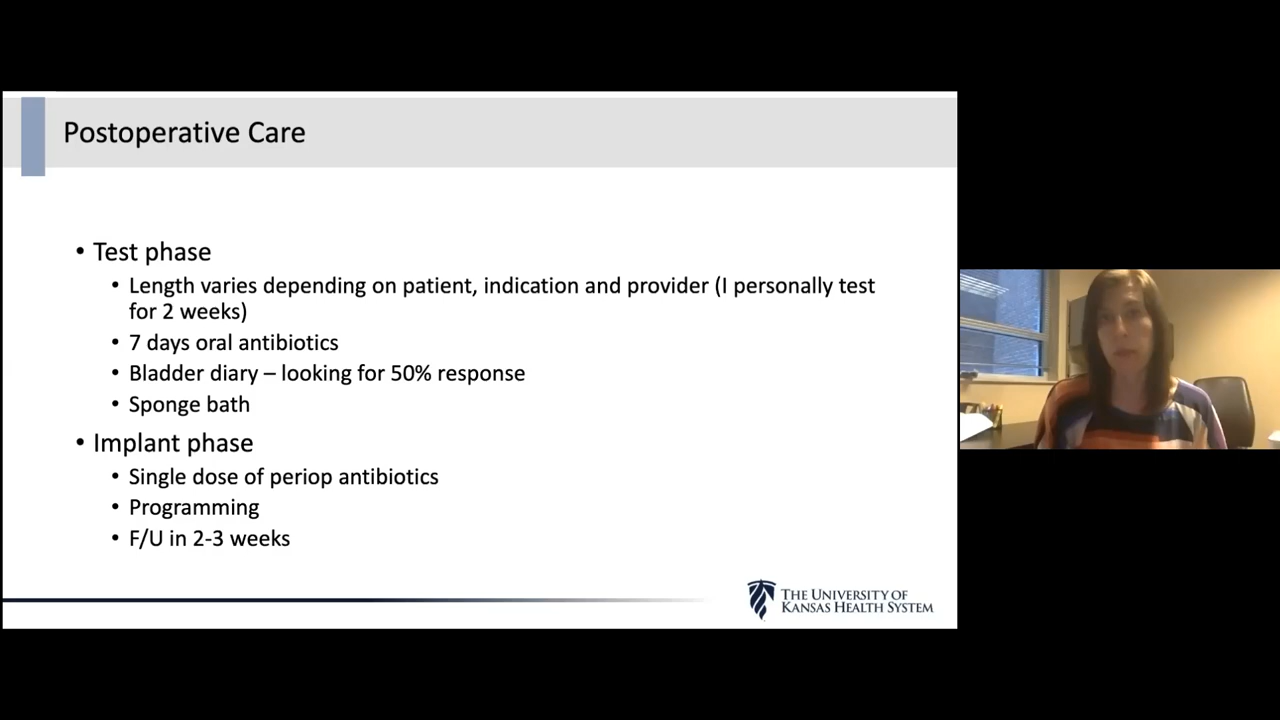 Postoperative Care
• Test phase
• Length varies depending on patient, indication and provider (I personally test
for 2 weeks)
• 7 days oral antibiotics
• Bladder diary – looking for 50% response
• Sponge bath
• Implant phase
• Single dose of periop antibiotics
• Programming
• F/U in 2-3 weeks
THE UNIVERSITY OF
KANSAS HEALTH SYSTEM